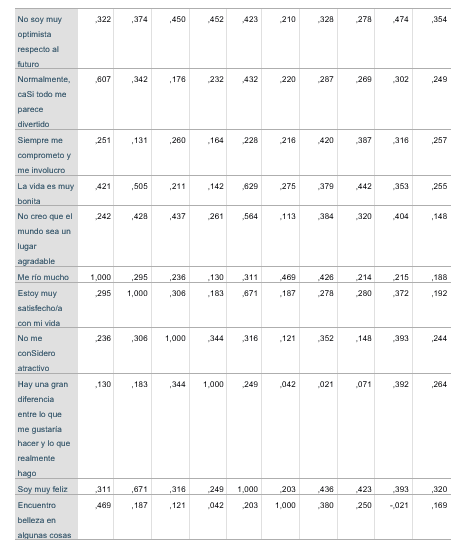 No soy muy ,322 ,374 ,450 ,452 ,423 ,210 ,328 ,278 ,474 ,354
optimista
respecto al
futuro
Normalmente, ,607 ,342 ,176 ,232 ,432 ,220 ,287 ,269 ,302 ,249
caSi todo me
parece
divertido
Siempre me ,251 ,131 ,260 ,164 ,228 ,216 ,420 ,387 ,316 ,257
comprometo y
me involucro
La vida es muy ,421 ,505 ,211 ,142 ,629 ,275 ,379 ,442 ,353 ,255
bonita
No creo que el ,242 ,428 ,437 ,261 ,564 ,113 ,384 ,320 ,404 ,148
mundo sea un
lugar
agradable
Me río mucho 1,000 ,295 ,236 ,130 ,311 ,469 ,426 ,214 ,215 ,188
Estoy muy ,295 1,000 ,306 ,183 ,671 ,187 ,278 ,280 ,372 ,192
satisfecho/a
con mi vida
No me ,236 ,306 1,000 ,344 ,316 ,121 ,352 ,148 ,393 ,244
conSidero
atractivo
Hay una gran ,130 ,183 ,344 1,000 ,249 ,042 ,021 ,071 ,392 ,264
diferencia
entre lo que
me gustaría
hacer y lo que
realmente
hago
Soy muy feliz ,311 ,671 ,316 ,249 1,000 ,203 ,436 ,423 ,393 ,320
Encuentro ,469 ,187 ,121 ,042 ,203 1,000 ,380 ,250 -,021 ,169
belleza en
algunas cosas